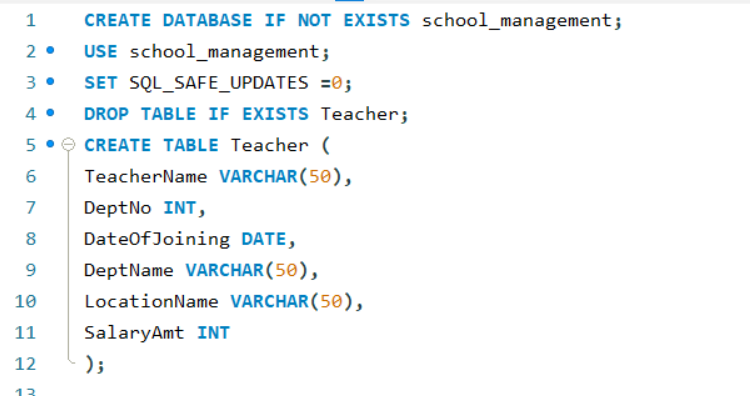 1 CREATE DATABASE IF NOT EXISTS school_management;
2 USE school_management;
3 SET SQL_SAFE_UPDATES =0;
4 DROP TABLE IF EXISTS Teacher;
5 CREATE TABLE Teacher (
6 TeacherName VARCHAR(50),
7 DeptNo INT,
8 DateOfJoining DATE,
9 DeptName VARCHAR(50),
10 LocationName VARCHAR(50),
11 SalaryAmt INT
12 );
13